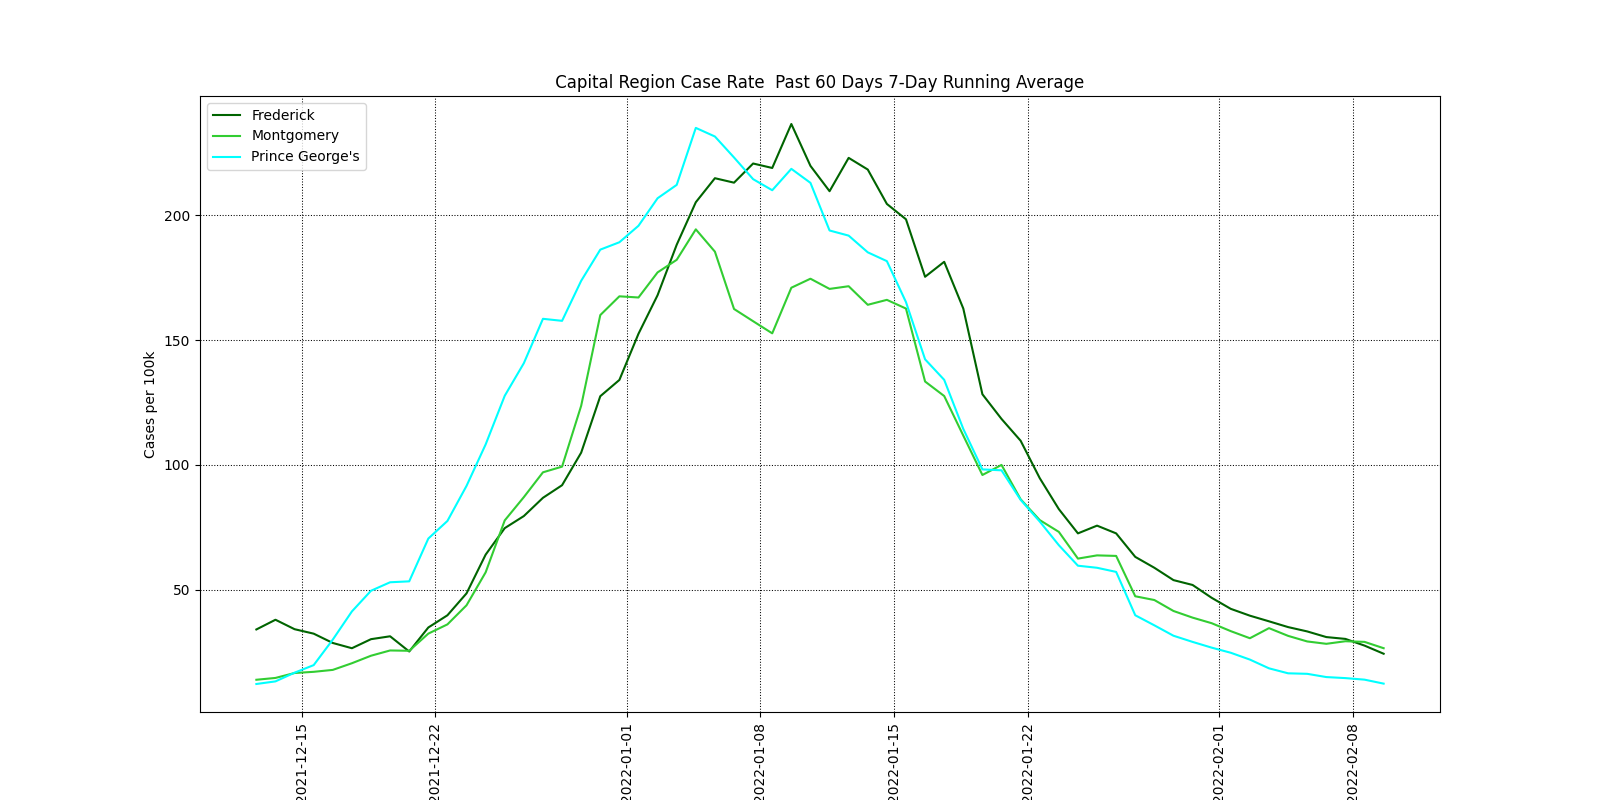 Capital Region Case Rate  Past 60 Days 7-Day Running Average
Frederick
Montgomery
Prince George's
Cases per 100k
200
150
100
50
2021-12-15
2021-12-22
2022-01-01
2022-01-08
2022-01-15
2022-01-22
2022-02-01
2022-02-08